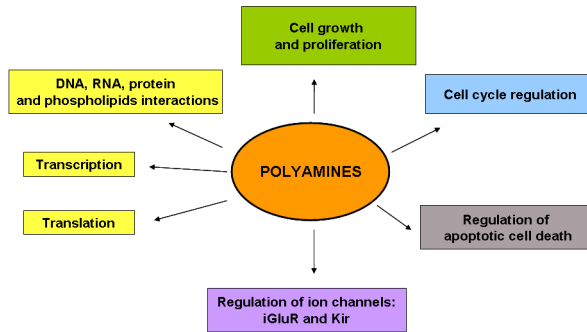 Cell growth
and proliferation
DNA, RNA, protein
and phospholipids interactions
Cell cycle regulation
Transcription
POLYAMINES
Translation
Regulation of
apoptotic cell death
Regulation of ion channels:
iGluR and Kir